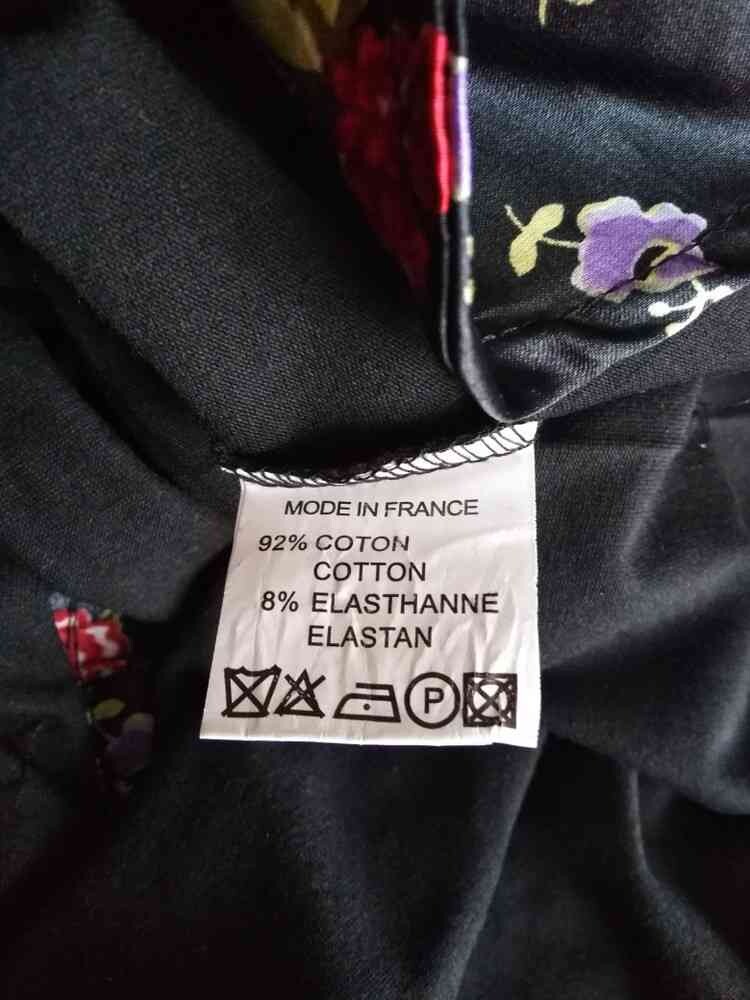 MODE IN FRANCE
92% COTON
COTTON
8% ELASTHANNE
ELASTAN
P